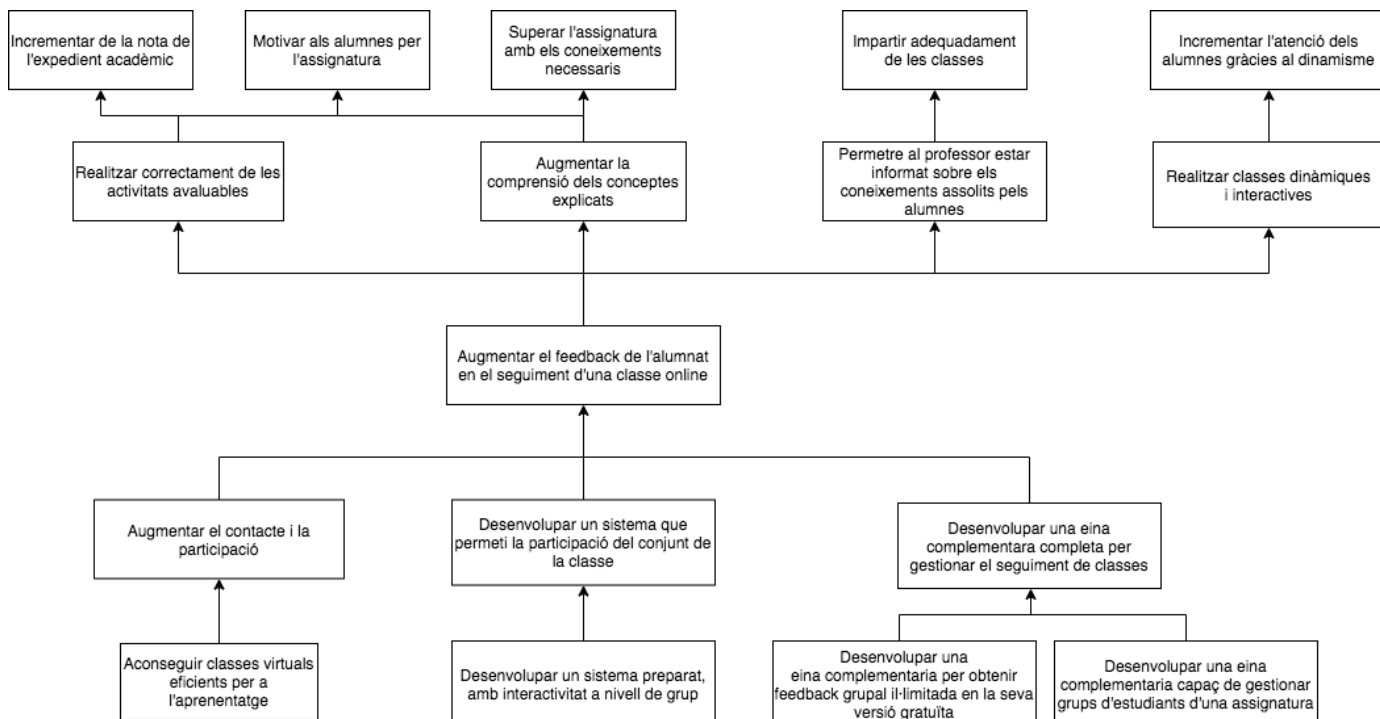 Incrementar de la nota de
l'expedient acadèmic
Motivar als alumnes per
l'assignatura
Superar l'assignatura
amb els coneixements
necessaris
Impartir adequadament
de les classes
Incrementar l'atenció dels
alumnes gràcies al dinamisme
Realitzar correctament de les
activitats avaluables
Augmentar la
comprensió dels conceptes
explicats
Permetre al professor estar
informat sobre els
coneixements assolits pels
alumnes
Realitzar classes dinàmiques
i interactives
Augmentar el feedback de l'alumnat
en el seguiment d'una classe online
Augmentar el contacte i la
participació
Desenvolupar un sistema que
permeti la participació del conjunt de
la classe
Desenvolupar una eina
complementara completa per
gestionar el seguiment de classes
Aconseguir classes virtuals
eficients per a
l'aprenentatge
Desenvolupar un sistema preparat,
amb interactivitat a nivell de grup
Desenvolupar una
eina complementaria per obtenir
feedback grupal il·limitada en la seva
versió gratuïta
Desenvolupar una eina
complementaria capaç de gestionar
grups d'estudiants d'una assignatura